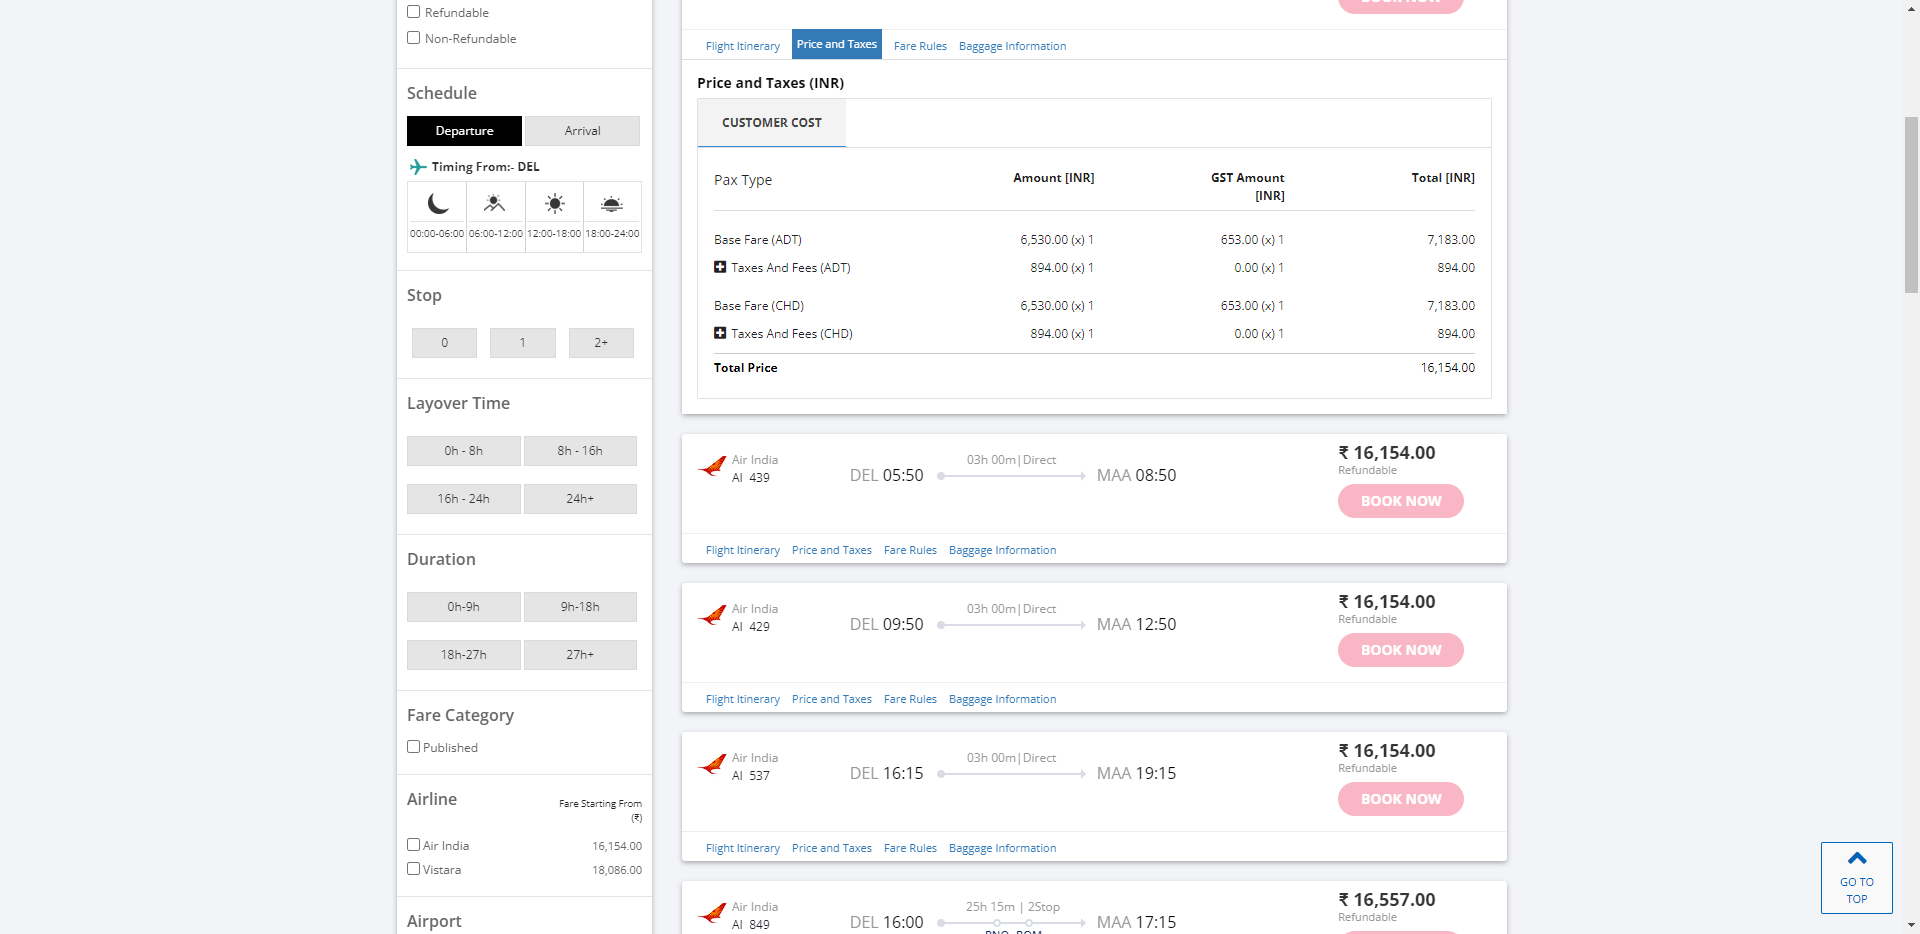 Refundable
Non-Refundable
Schedule
Departure
Arrival
Timing From:- DEL
00:00-06:00 06:00-12:00 12:00-18:00 18:00-24:00
Stop
0 1 2+
Layover Time
0h - 8h 8h - 16h
16h - 24h 24h+
Duration
0h-9h 9h-18h
18h-27h 27h+
Fare Category
Published
Airline Fare Starting From
(₹)
Air India 16,154.00
Vistara 18,086.00
Airport
Flight Itinerary Price and Taxes Fare Rules Baggage Information
Price and Taxes (INR)
CUSTOMER COST
Pax Type Amount [INR] GST Amount Total [INR]
[INR]
Base Fare (ADT) 6,530.00 (x) 1 653.00 (x) 1 7,183.00
Taxes And Fees (ADT) 894.00 (x) 1 0.00 (x) 1 894.00
Base Fare (CHD) 6,530.00 (x) 1 653.00 (x) 1 7,183.00
Taxes And Fees (CHD) 894.00 (x) 1 0.00 (x) 1 894.00
Total Price 16,154.00
Air India
AI 439
DEL 05:50
03h 00m|Direct
MAA 08:50
₹ 16,154.00
Refundable
BOOK NOW
Flight Itinerary Price and Taxes Fare Rules Baggage Information
Air India
AI 429
DEL 09:50
03h 00m|Direct
MAA 12:50
₹ 16,154.00
Refundable
BOOK NOW
Flight Itinerary Price and Taxes Fare Rules Baggage Information
Air India
AI 537
DEL 16:15
03h 00m|Direct
MAA 19:15
₹ 16,154.00
Refundable
BOOK NOW
Flight Itinerary Price and Taxes Fare Rules Baggage Information
Air India
AI 849
DEL 16:00
25h 15m | 2Stop
MAA 17:15
₹ 16,557.00
Refundable
GO TO
TOP